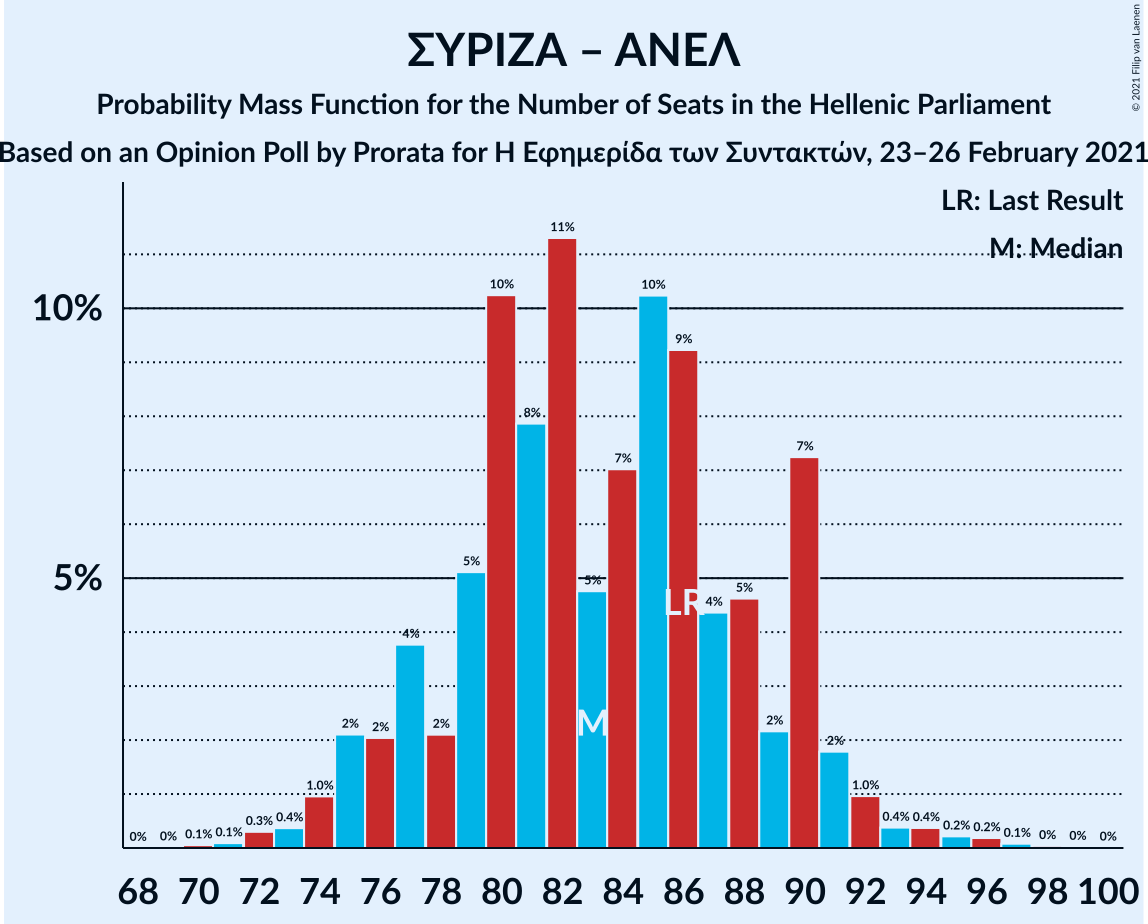 ΣΥΡΙΖΑ – ΑΝΕΛ
Probability Mass Function for the Number of Seats in the Hellenic Parliament
Based on an Opinion Poll by Prorata for Η Εφημερίδα των Συντακτών, 23–26 February 2021
© 2021 Filip van Laenen
LR: Last Result
M: Median
10%
5%
0% 0% 0.1% 0.1% 0.3% 0.4% 1.0% 2% 2% 4% 2% 5% 10% 8% 11% 5% 7% 10% 9% 4% 5% 2% 7% 2% 1.0% 0.4% 0.4% 0.2% 0.2% 0.1% 0% 0% 0%
LR
M
68 70 72 74 76 78 80 82 84 86 88 90 92 94 96 98 100